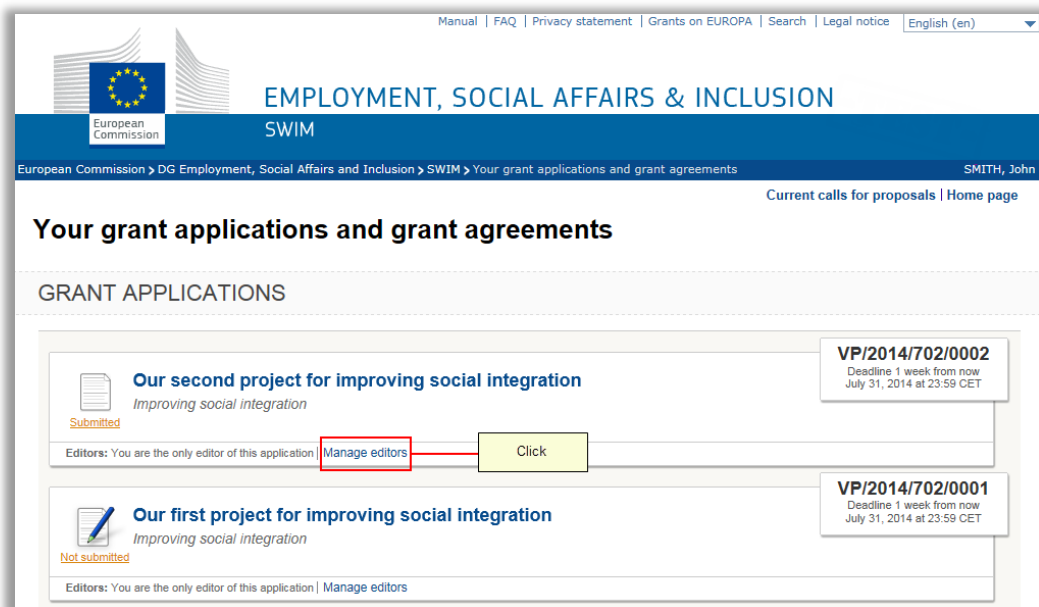 Manual | FAQ | Privacy statement | Grants on EUROPA | Search | Legal notice English (en)
European
Commission
EMPLOYMENT, SOCIAL AFFAIRS & INCLUSION
SWIM
European Commission > DG Employment, Social Affairs and Inclusion > SWIM > Your grant applications and grant agreements SMITH, John
Current calls for proposals | Home page
Your grant applications and grant agreements
GRANT APPLICATIONS
VP/2014/702/0002
Deadline 1 week from now
July 31, 2014 at 23:59 CET
Our second project for improving social integration
Improving social integration
Submitted
Editors: You are the only editor of this application | Manage editors
Click
VP/2014/702/0001
Deadline 1 week from now
July 31, 2014 at 23:59 CET
Our first project for improving social integration
Improving social integration
Not submitted
Editors: You are the only editor of this application | Manage editors